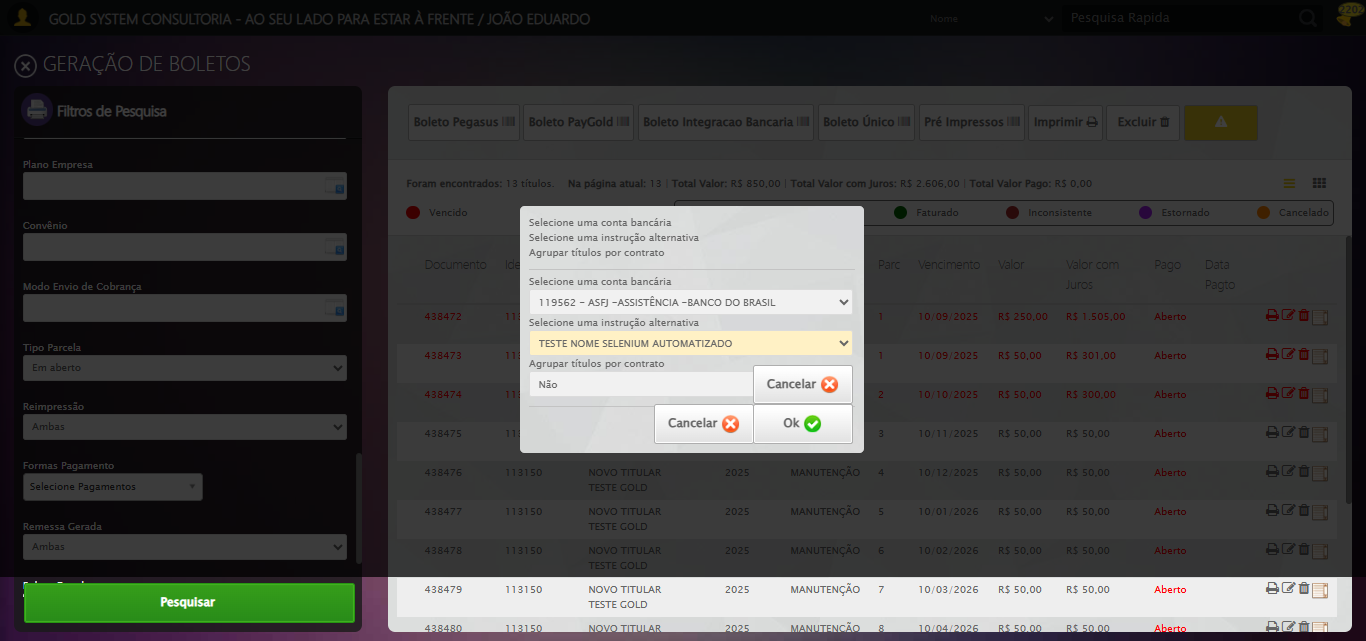 GOLD SYSTEM CONSULTORIA - AO SEU LADO PARA ESTAR À FRENTE / JOÃO EDUARDO
Nome
Pesquisa Rapida
GERAÇÃO DE BOLETOS
Filtros de Pesquisa
Plano Empresa
Convênio
Modo Envio de Cobrança
Tipo Parcela
Em aberto
Reimpressão
Ambas
Formas Pagamento
Selecione Pagamentos
Remessa Gerada
Ambas
Pesquisar
Boleto Pegasus Boleto PayGold Boleto Integracao Bancaria Boleto Único Pré Impressos Imprimir Excluir
Foram encontrados: 13 títulos. Na página atual: 13 | Total Valor: R$ 850,00 | Total Valor com Juros: R$ 2.606,00 | Total Valor Pago: R$ 0,00
Vencido Faturado Inconsistente Estornado Cancelado
Selecione uma conta bancária
Selecione uma instrução alternativa
Agrupar títulos por contrato
Selecione uma conta bancária
119562 - ASFJ -ASSISTÊNCIA -BANCO DO BRASIL
Selecione uma instrução alternativa
TESTE NOME SELENIUM AUTOMATIZADO
Agrupar títulos por contrato
Não
Cancelar
Cancelar Ok
Documento Parc Vencimento Valor Valor com Juros Pago Data Pagto
438472 1 10/09/2025 R$ 250,00 R$ 1.505,00 Aberto
438473 1 10/09/2025 R$ 50,00 R$ 301,00 Aberto
438474 2 10/10/2025 R$ 50,00 R$ 300,00 Aberto
438475 3 10/11/2025 R$ 50,00 R$ 50,00 Aberto
438476 113150 NOVO TITULAR TESTE GOLD 2025 MANUTENÇÃO 4 10/12/2025 R$ 50,00 R$ 50,00 Aberto
438477 113150 NOVO TITULAR TESTE GOLD 2025 MANUTENÇÃO 5 10/01/2026 R$ 50,00 R$ 50,00 Aberto
438478 113150 NOVO TITULAR TESTE GOLD 2025 MANUTENÇÃO 6 10/02/2026 R$ 50,00 R$ 50,00 Aberto
438479 113150 NOVO TITULAR TESTE GOLD 2025 MANUTENÇÃO 7 10/03/2026 R$ 50,00 R$ 50,00 Aberto
438480 113150 NOVO TITULAR 2025 MANUTENÇÃO 8 10/04/2026 R$ 50,00 R$ 50,00 Aberto